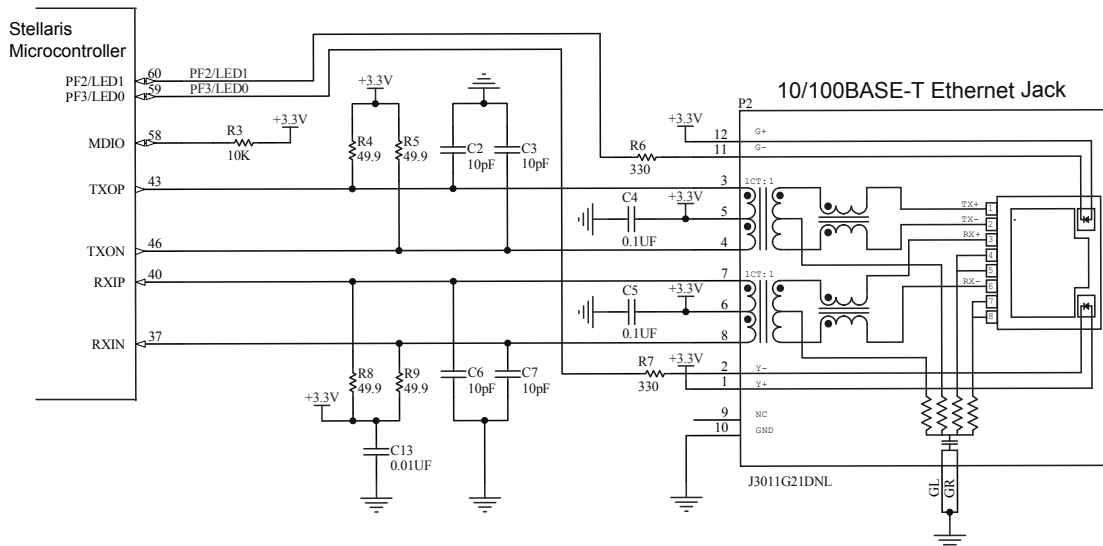 Stellaris
Microcontroller
PF2/LED1
60
PF2/LED1
PF3/LED0
59
PF3/LED0
MDIO
58
R3
10K
+3.3V
TXOP
43
TXON
46
RXIP
40
RXIN
37
+3.3V
R4
49.9
R5
49.9
C2
10pF
C3
10pF
R8
49.9
R9
49.9
C6
10pF
C7
10pF
+3.3V
C13
0.01UF
R6
330
C4
0.1UF
+3.3V
C5
0.1UF
+3.3V
R7
330
+3.3V
+3.3V
10/100BASE-T Ethernet Jack
P2
12
G+
11
G-
3
1CT:1
5
4
7
1CT:1
6
8
2
Y-
1
Y+
9
NC
10
GND
TX+
1
TX-
2
RX+
3
4
5
RX-
6
7
8
J3011G21DNL
GL
GR